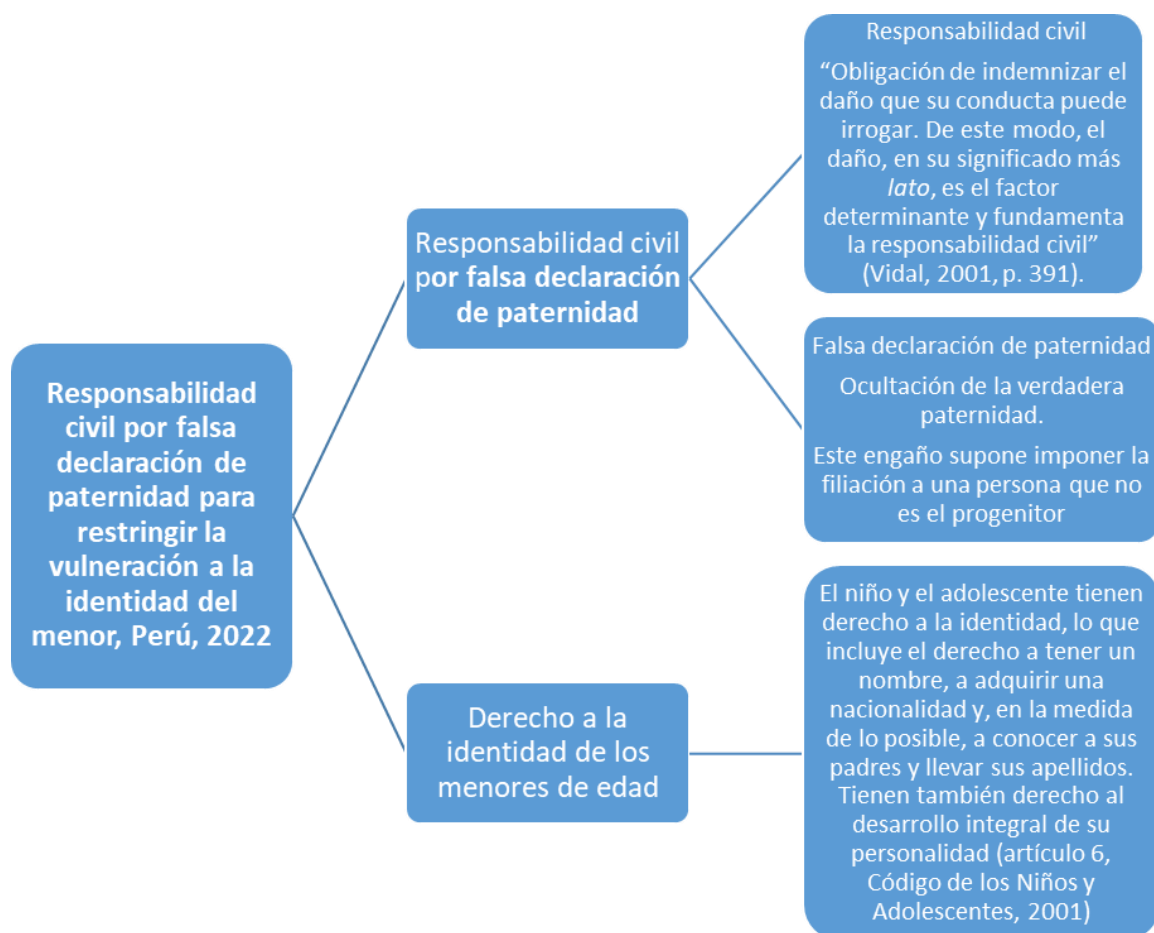 Responsabilidad
civil por falsa
declaración de
paternidad para
restringir la
vulneración a la
identidad del
menor, Perú, 2022
Responsabilidad civil
por falsa declaración
de paternidad
Responsabilidad civil
“Obligación de indemnizar el
daño que su conducta puede
irrogar. De este modo, el
daño, en su significado más
lato, es el factor
determinante y fundamenta
la responsabilidad civil”
(Vidal, 2001, p. 391).
Falsa declaración de paternidad
Ocultación de la verdadera
paternidad.
Este engaño supone imponer la
filiación a una persona que no
es el progenitor
Derecho a la
identidad de los
menores de edad
El niño y el adolescente tienen
derecho a la identidad, lo que
incluye el derecho a tener un
nombre, a adquirir una
nacionalidad y, en la medida
de lo posible, a conocer a sus
padres y llevar sus apellidos.
Tienen también derecho al
desarrollo integral de su
personalidad (artículo 6,
Código de los Niños y
Adolescentes, 2001)